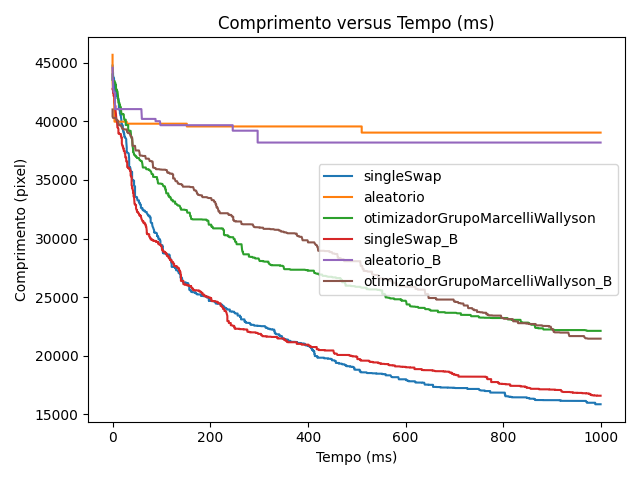 Comprimento versus Tempo (ms)
45000
40000
35000
30000
25000
20000
15000
Comprimento (pixel)
singleSwap
aleatorio
otimizadorGrupoMarcelliWallyson
singleSwap_B
aleatorio_B
otimizadorGrupoMarcelliWallyson_B
0 200 400 600 800 1000
Tempo (ms)